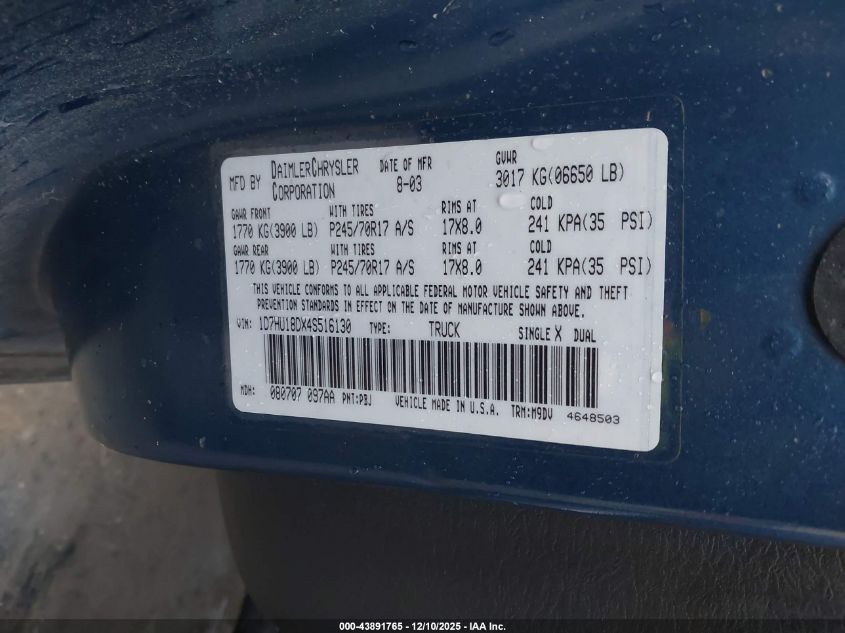 MFD BY DAIMLERCHRYSLER CORPORATION DATE OF MFR 8-03 GVWR 3017 KG(06650 LB)
GAWR FRONT WITH TIRES RIMS AT COLD
1770 KG(3900 LB) P245/70R17 A/S 17X8.0 241 KPA(35 PSI)
GAWR REAR WITH TIRES RIMS AT COLD
1770 KG(3900 LB) P245/70R17 A/S 17X8.0 241 KPA(35 PSI)
THIS VEHICLE CONFORMS TO ALL APPLICABLE FEDERAL MOTOR VEHICLE SAFETY AND THEFT
PREVENTION STANDARDS IN EFFECT ON THE DATE OF MANUFACTURE SHOWN ABOVE.
VIN: 1D7HU18DX4S516130 TYPE: TRUCK SINGLE X DUAL
MDH: 080707 097AA PNT:PBJ VEHICLE MADE IN U.S.A. TRM:M9DV 4648503
000-43891765 - 12/10/2025 - IAA Inc.